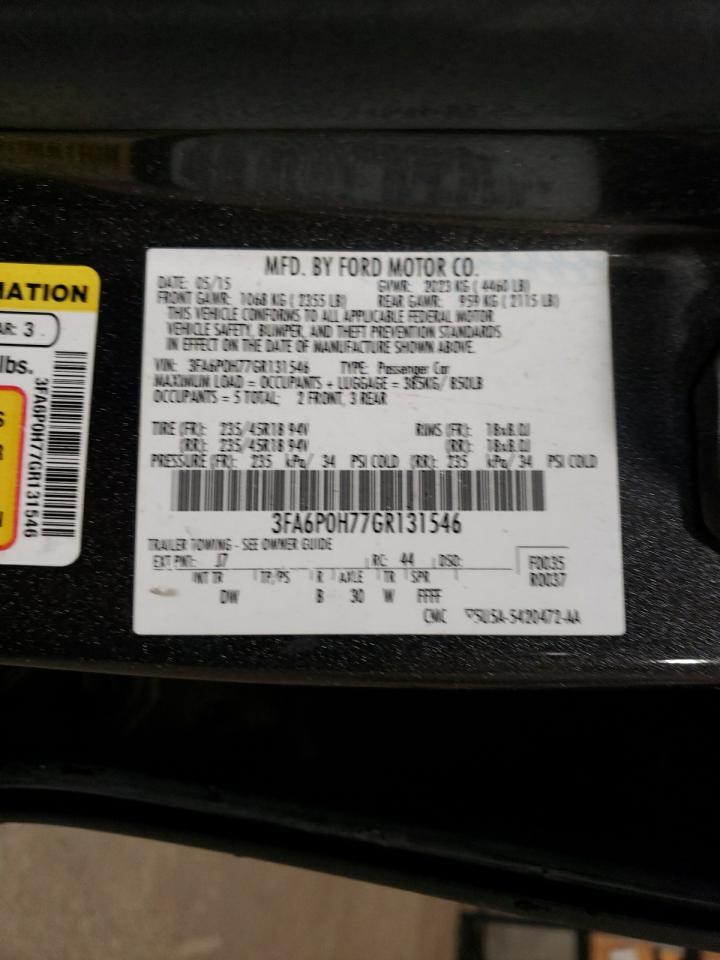 MATION
AR: 3
lbs.
3FA6P0H77GR131546
MFD. BY FORD MOTOR CO.
DATE: 05/15 GVWR: 2023 KG ( 4460 LB)
FRONT GAWR: 1068 KG ( 2355 LB) REAR GAWR: 959 KG ( 2115 LB)
THIS VEHICLE CONFORMS TO ALL APPLICABLE FEDERAL MOTOR
VEHICLE SAFETY, BUMPER, AND THEFT PREVENTION STANDARDS
IN EFFECT ON THE DATE OF MANUFACTURE SHOWN ABOVE.
VIN: 3FA6P0H77GR131546 TYPE: Passenger Car
MAXIMUM LOAD = OCCUPANTS + LUGGAGE = 385KG/ 850LB
OCCUPANTS = 5 TOTAL; 2 FRONT, 3 REAR
TIRE (FR): 235/45R18 94V RIMS (FR): 18x8.0J
(RR): 235/45R18 94V (RR): 18x8.0J
PRESSURE (FR): 235 kPa/ 34 PSI COLD (RR): 235 kPa/ 34 PSI COLD
3FA6P0H77GR131546
TRAILER TOWING - SEE OWNER GUIDE
EXT PNT: J7 RC: 44 DSO: F0035
INT TR TP/PS R AXLE TR SPR R0037
DW B 30 W FFFF
CMC 5U5A-5420472-AA